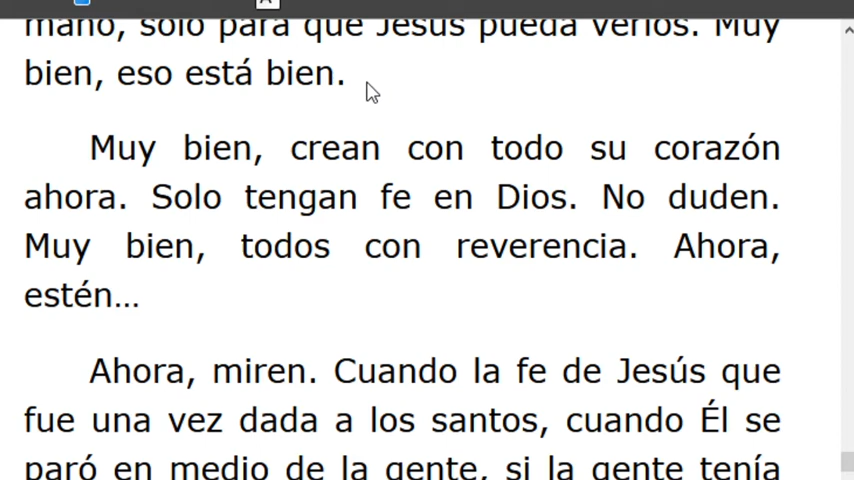 mano, solo para que Jesús pueda verlos. Muy
bien, eso está bien.
Muy bien, crean con todo su corazón
ahora. Solo tengan fe en Dios. No duden.
Muy bien, todos con reverencia. Ahora,
estén…
Ahora, miren. Cuando la fe de Jesús que
fue una vez dada a los santos, cuando Él se
paró en medio de la gente, si la gente tenía